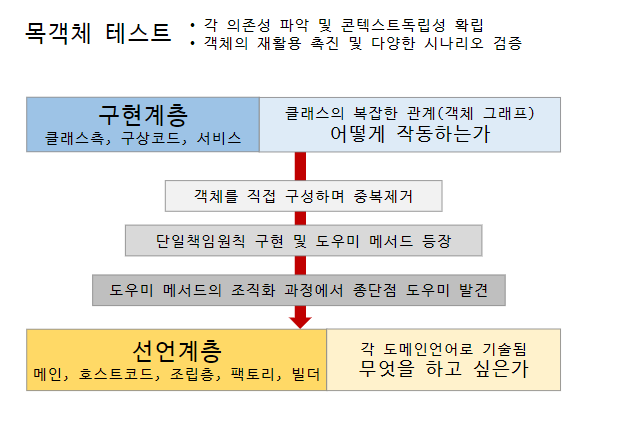 목객체 테스트
• 각 의존성 파악 및 콘텍스트독립성 확립
• 객체의 재활용 촉진 및 다양한 시나리오 검증
구현계층
클래스측, 구상코드, 서비스
클래스의 복잡한 관계(객체 그래프)
어떻게 작동하는가
객체를 직접 구성하며 중복제거
단일책임원칙 구현 및 도우미 메서드 등장
도우미 메서드의 조직화 과정에서 종단점 도우미 발견
선언계층
메인, 호스트코드, 조립층, 팩토리, 빌더
각 도메인언어로 기술됨
무엇을 하고 싶은가